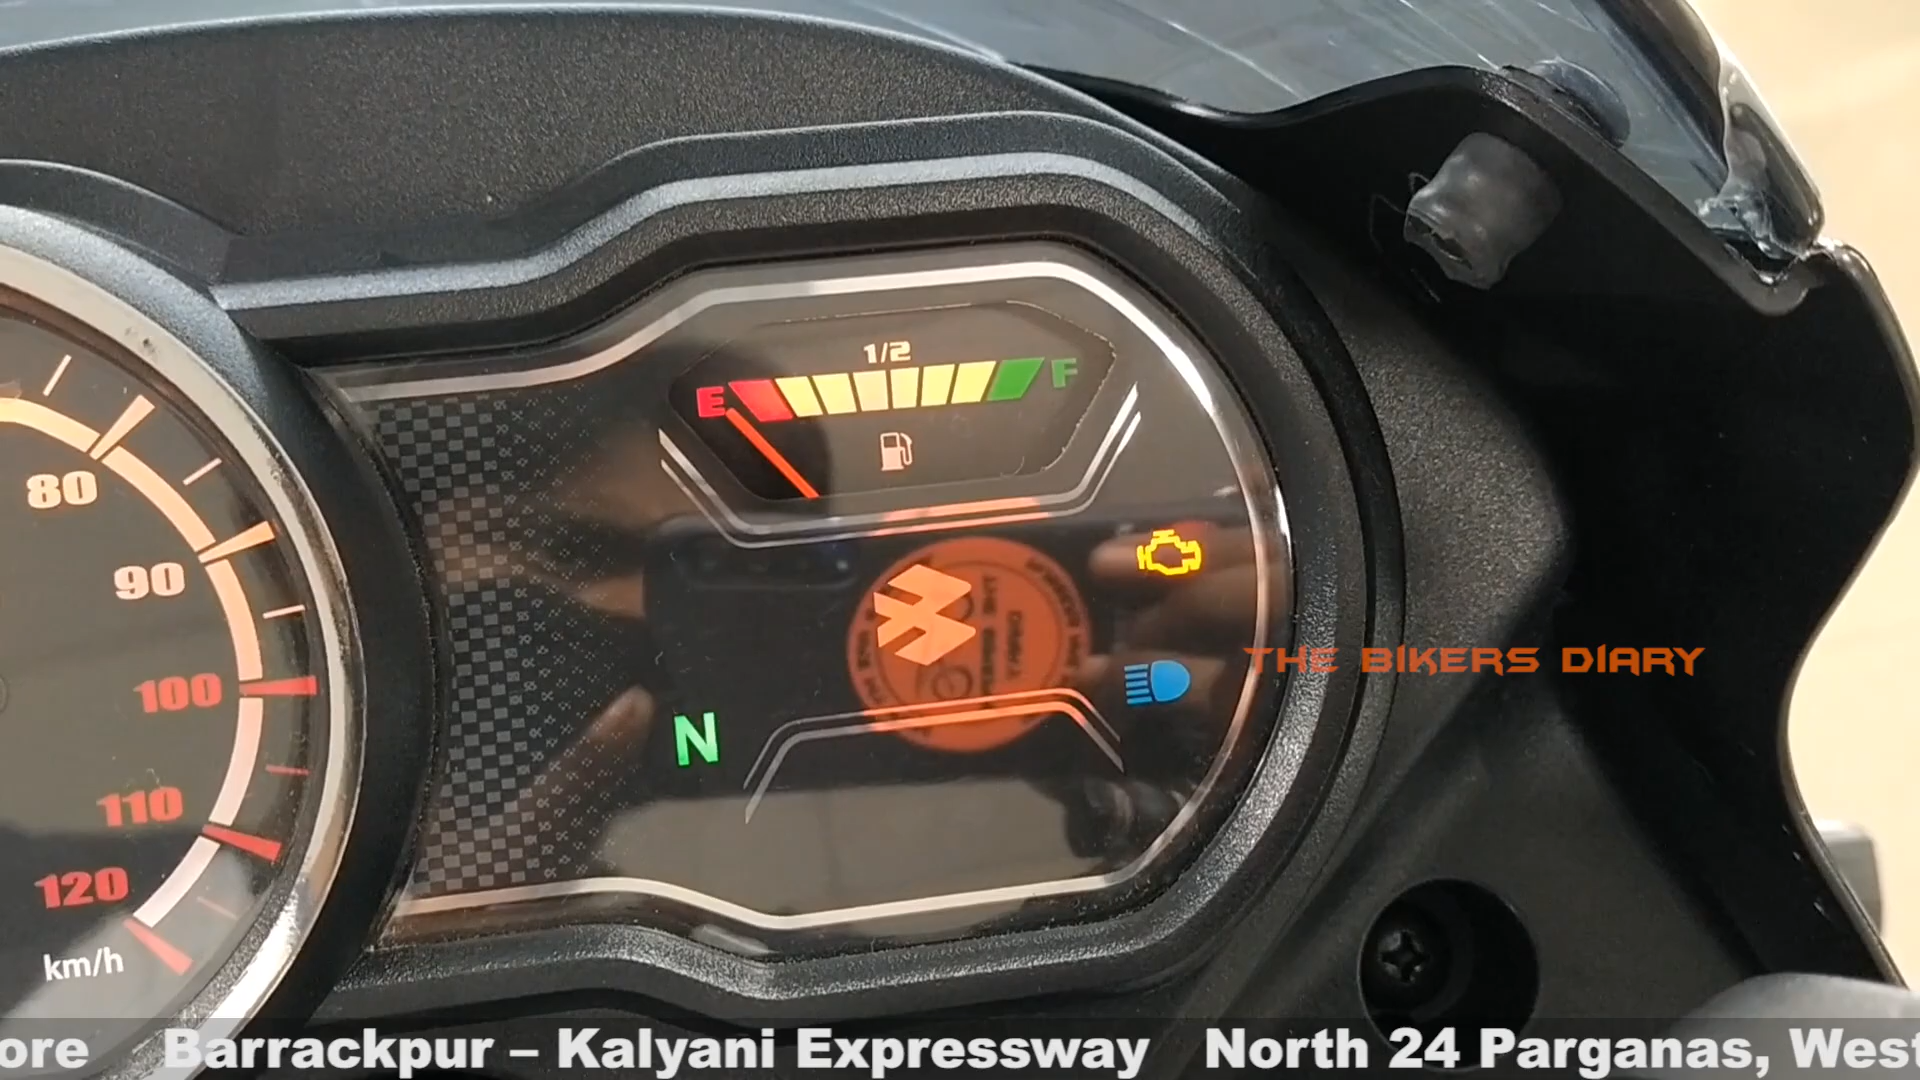 1/2
E F
80
90
100
110
120
km/h
N
THE BIKERS DIARY
ore Barrackpur – Kalyani Expressway North 24 Parganas, West